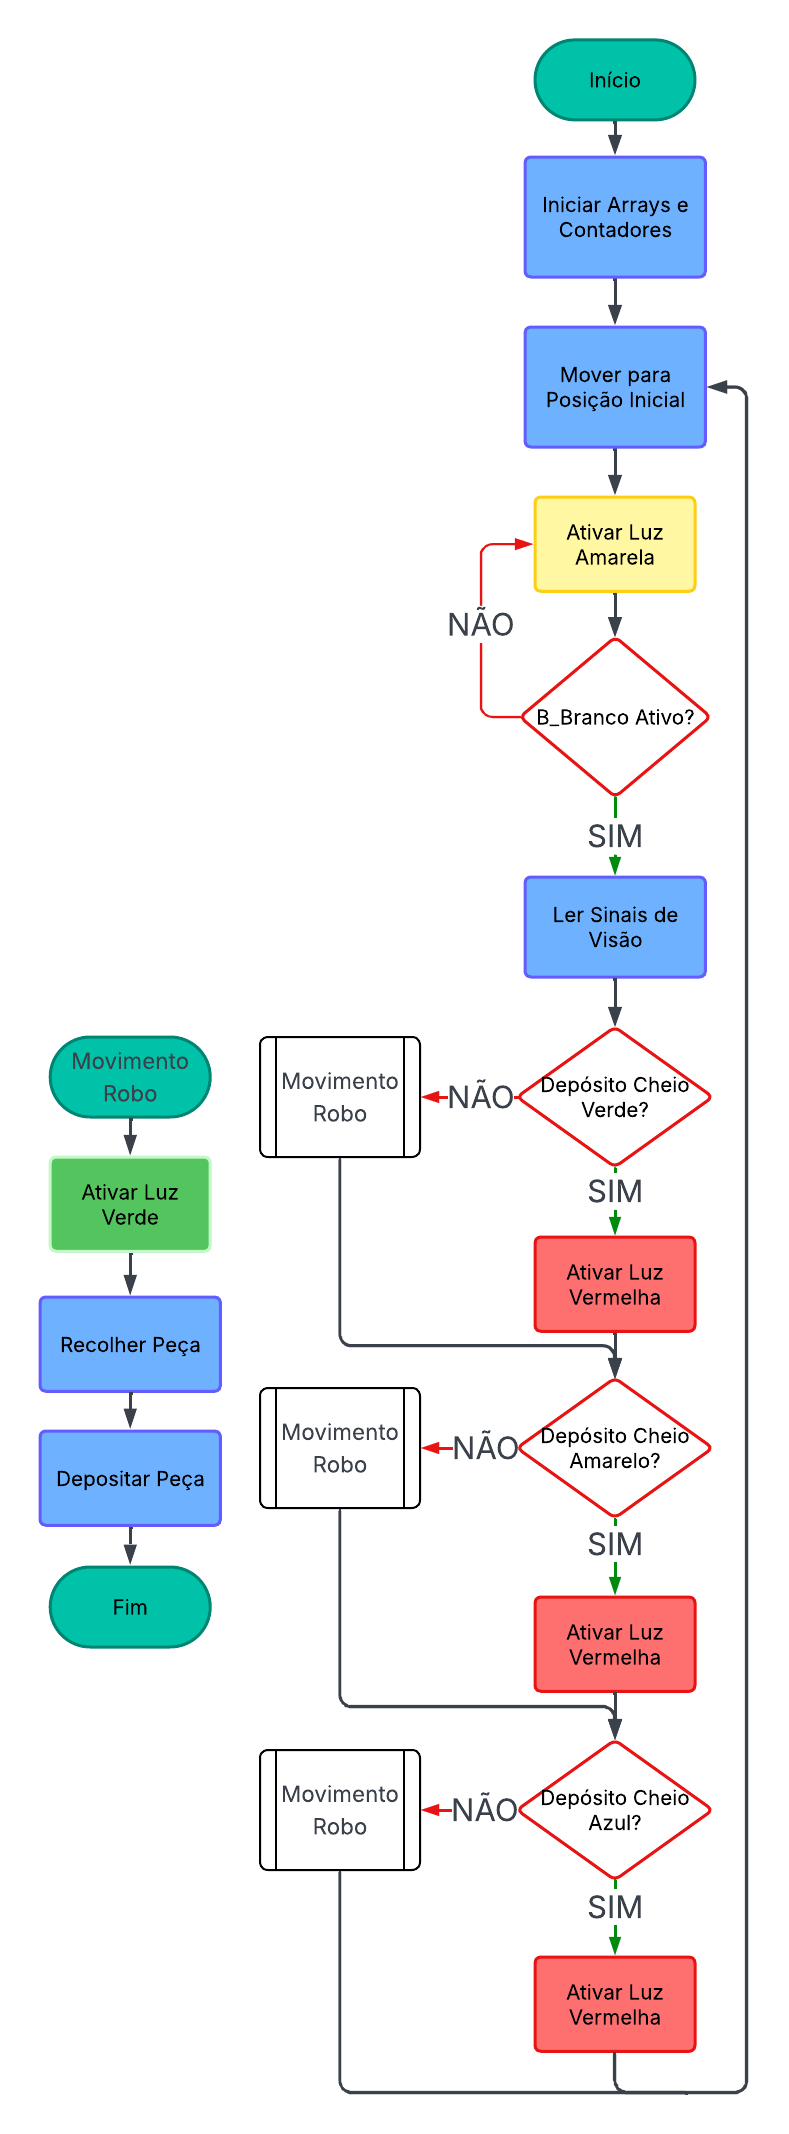 Início
Iniciar Arrays e
Contadores
Mover para
Posição Inicial
Ativar Luz
Amarela
NÃO
B_Branco Ativo?
SIM
Ler Sinais de
Visão
Depósito Cheio
Verde?
NÃO
Movimento
Robo
SIM
Ativar Luz
Vermelha
Depósito Cheio
Amarelo?
NÃO
Movimento
Robo
SIM
Ativar Luz
Vermelha
Depósito Cheio
Azul?
NÃO
Movimento
Robo
SIM
Ativar Luz
Vermelha
Movimento
Robo
Ativar Luz
Verde
Recolher Peça
Depositar Peça
Fim